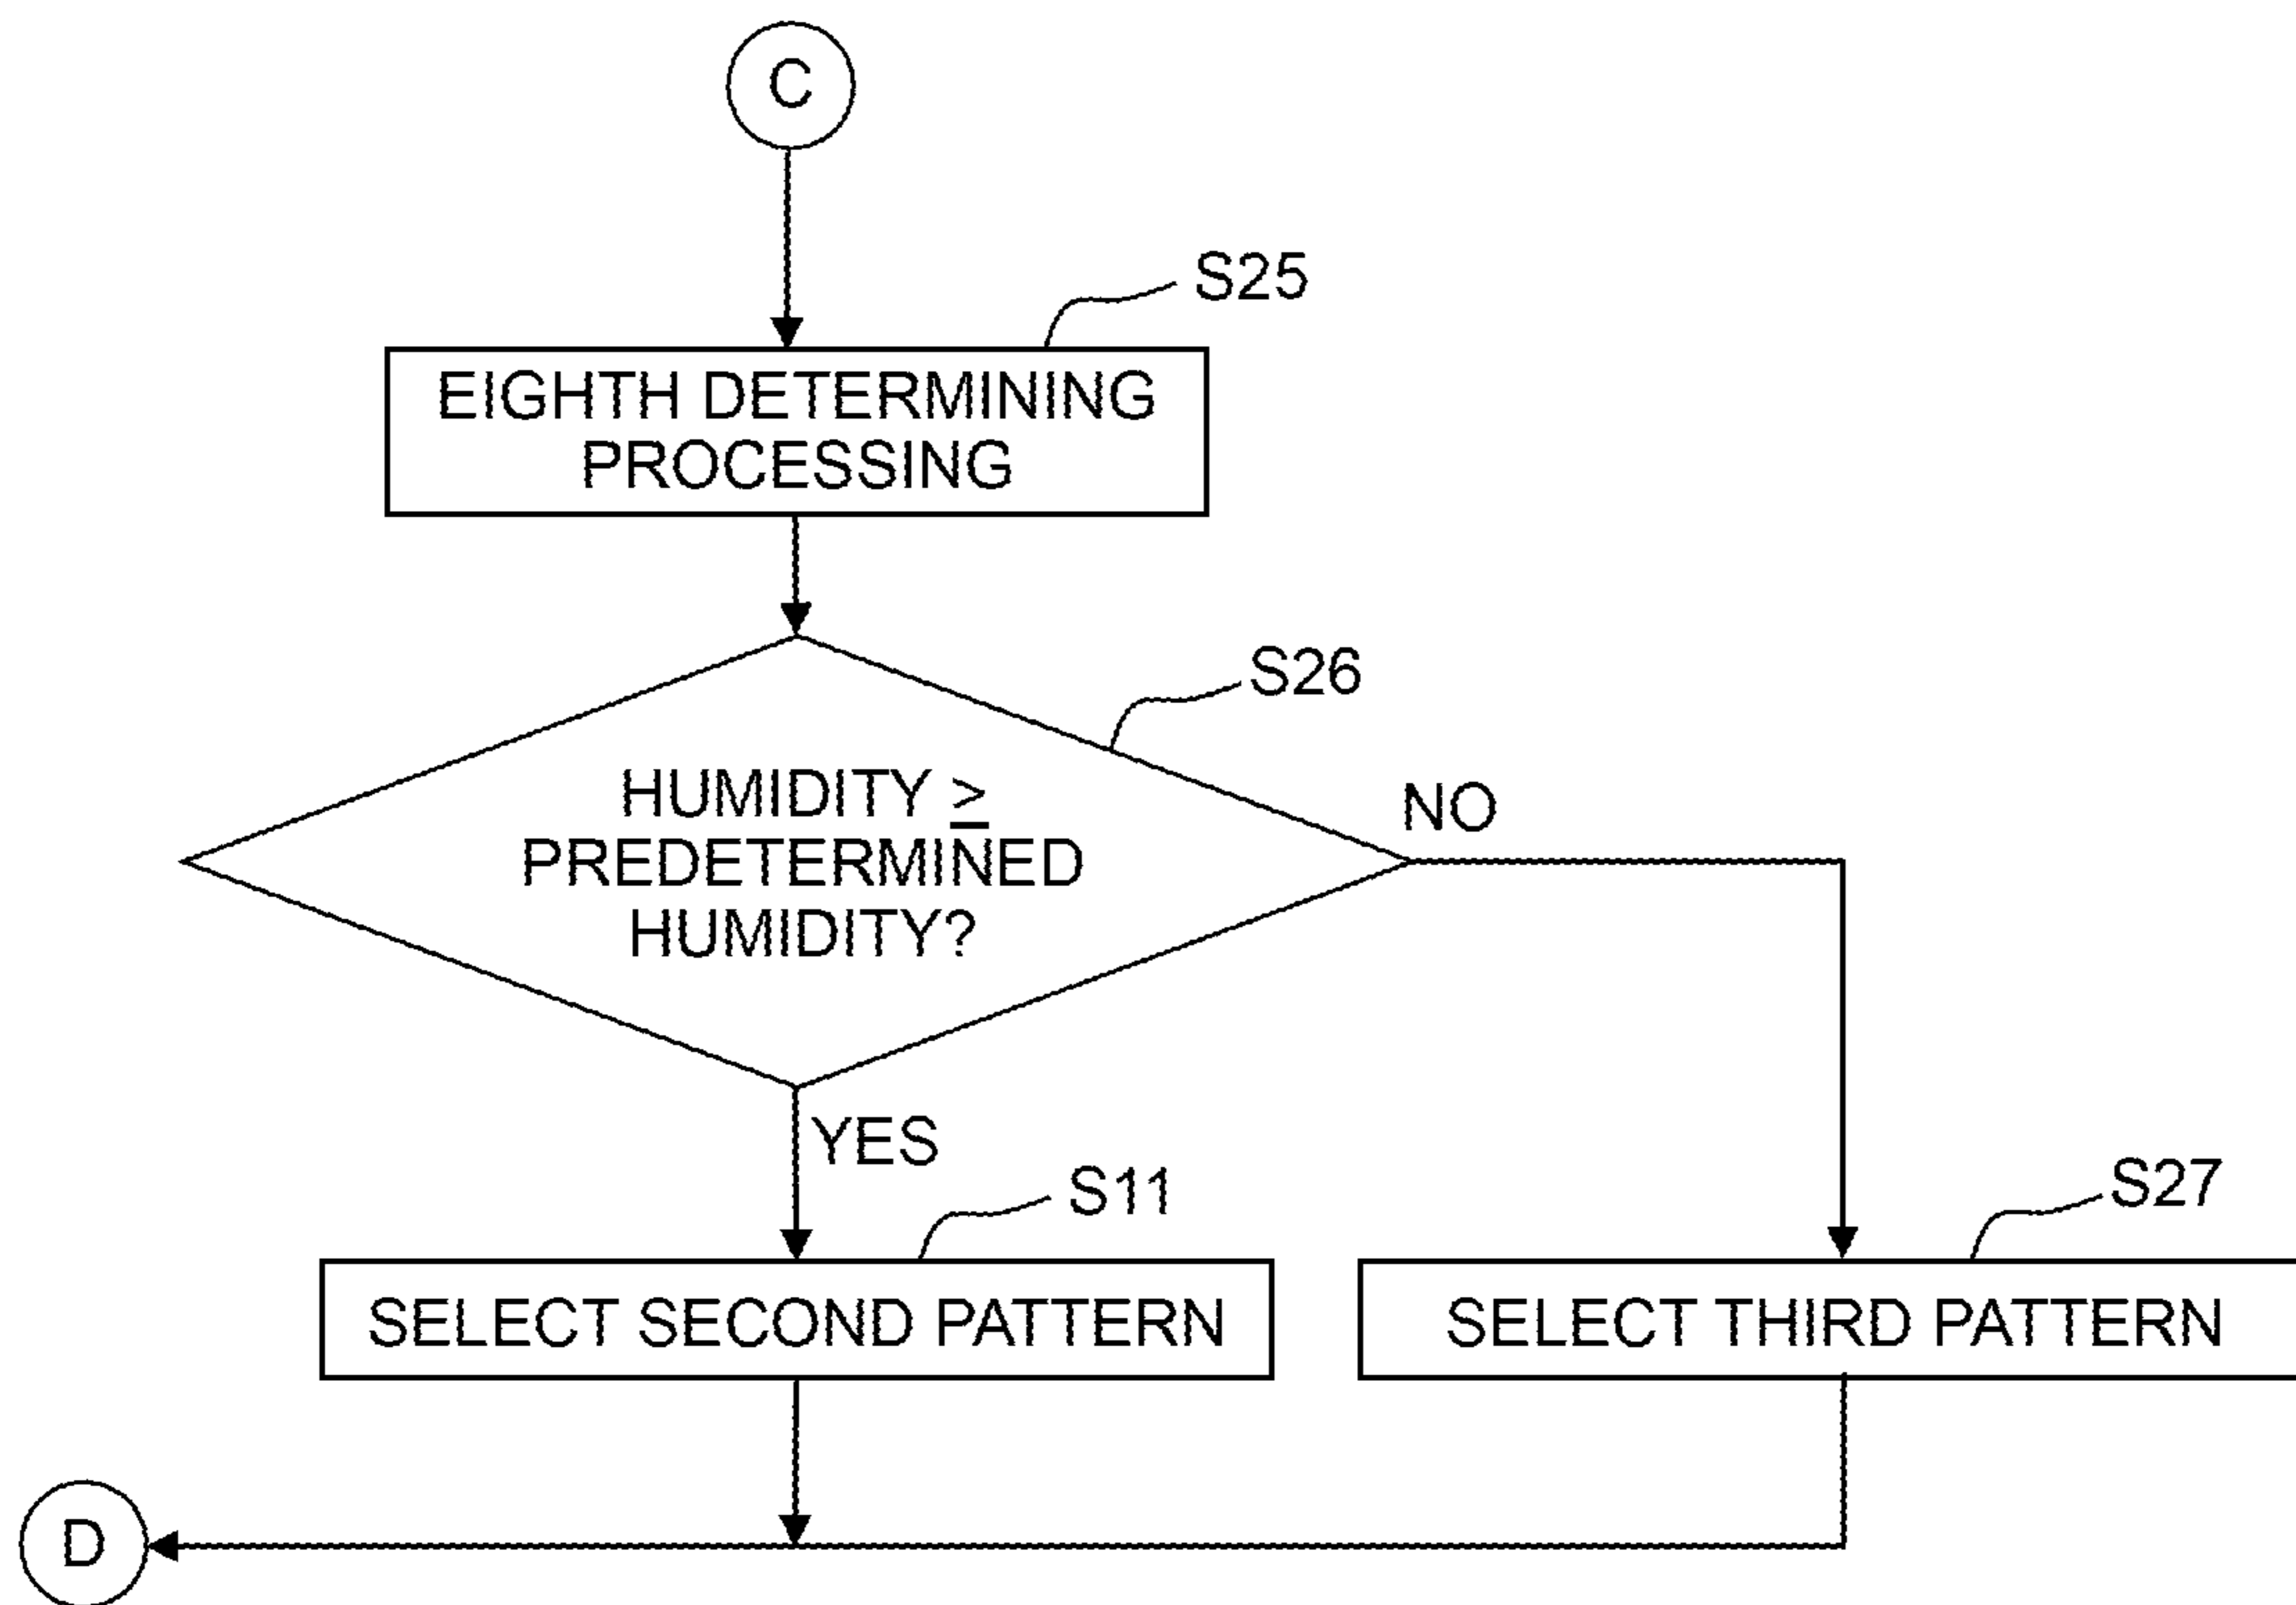 C
S25
EIGHTH DETERMINING
PROCESSING
S26
HUMIDITY ≥
PREDETERMINED
HUMIDITY?
NO
YES
S11
S27
SELECT SECOND PATTERN
SELECT THIRD PATTERN
D